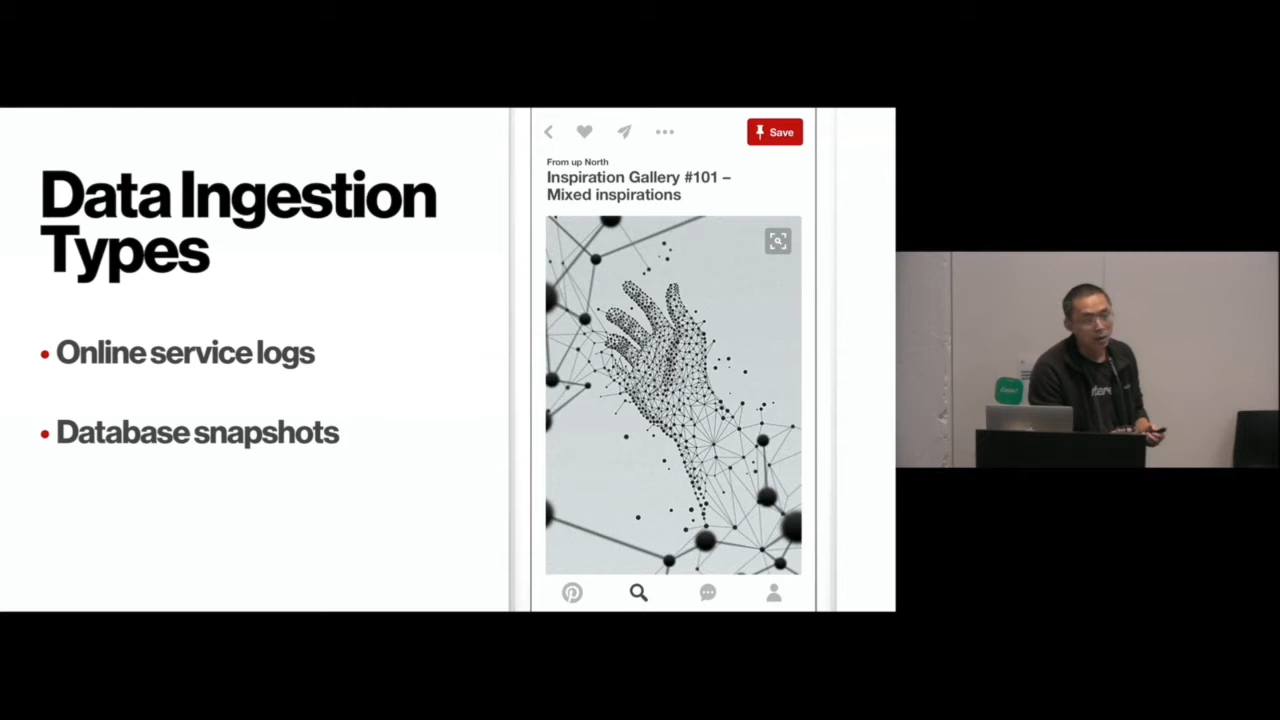 Data Ingestion
Types
• Online service logs
• Database snapshots
Save
From up North
Inspiration Gallery #101 –
Mixed inspirations